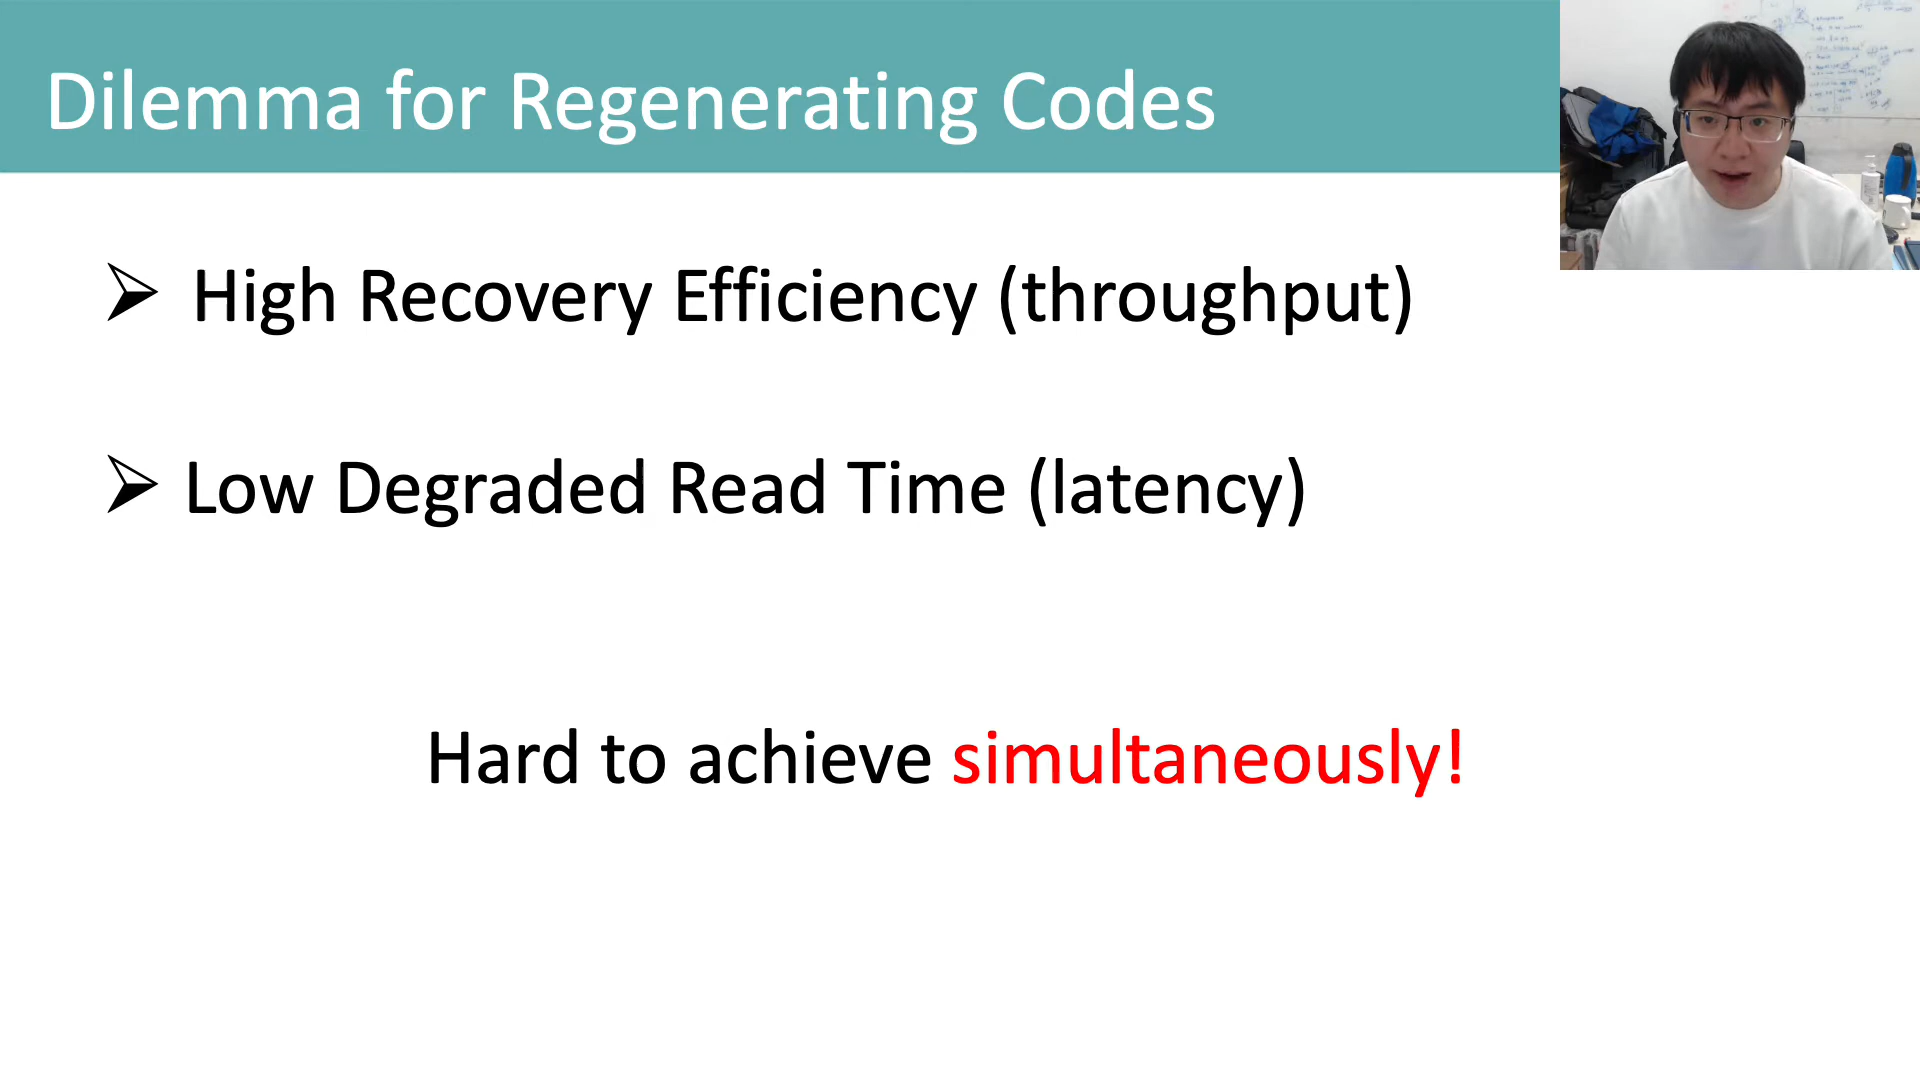 Dilemma for Regenerating Codes
High Recovery Efficiency (throughput)
Low Degraded Read Time (latency)
Hard to achieve simultaneously!